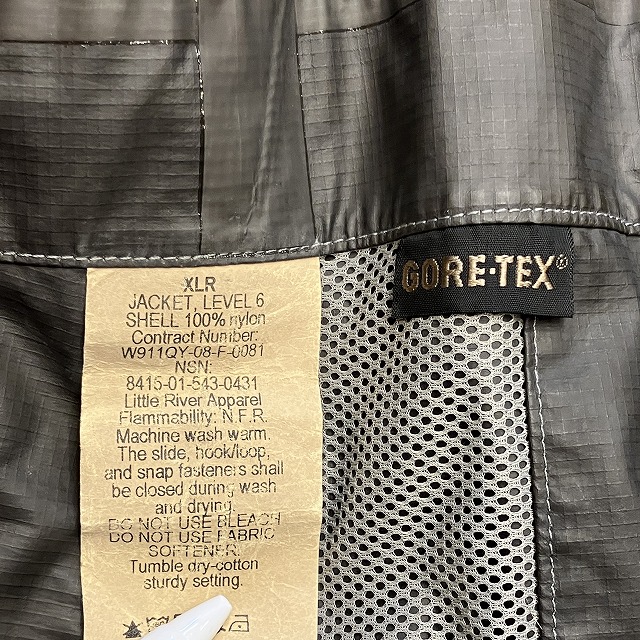 XLR
JACKET, LEVEL 6
SHELL 100% nylon
Contract Number:
W911QY-08-F-0081
NSN:
8415-01-543-0431
Little River Apparel
Flammability: N.F.R.
Machine wash warm.
The slide, hook/loop,
and snap fasteners shall
be closed during wash
and drying.
DO NOT USE BLEACH
DO NOT USE FABRIC
SOFTENER.
Tumble dry-cotton
sturdy setting.
GORE-TEX®